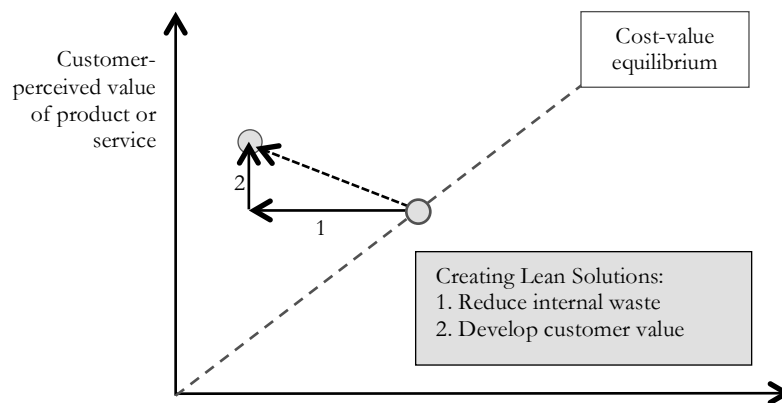 Customer-
perceived value
of product or
service
Cost-value
equilibrium
2
1
Creating Lean Solutions:
1. Reduce internal waste
2. Develop customer value